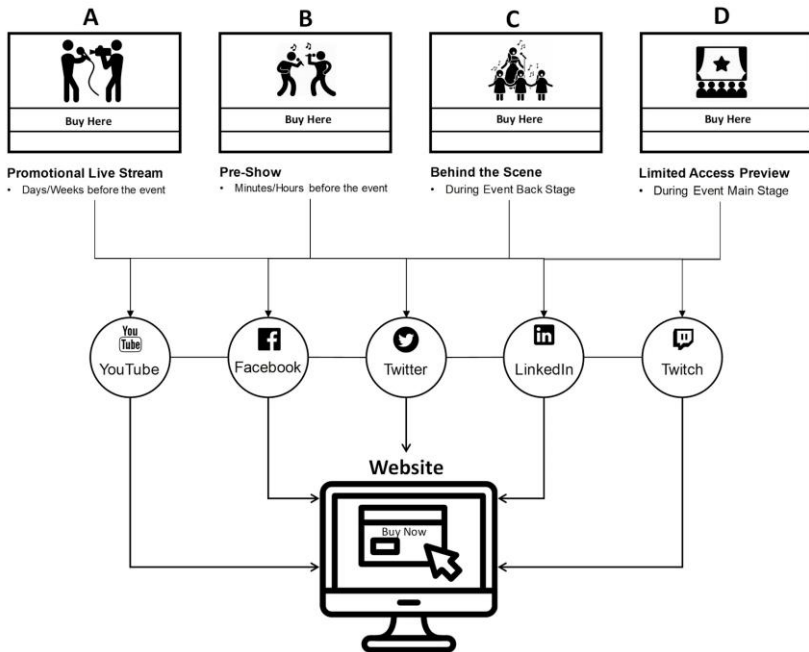 A
B
C
D
Buy Here
Buy Here
Buy Here
Buy Here
Promotional Live Stream
• Days/Weeks before the event
Pre-Show
• Minutes/Hours before the event
Behind the Scene
• During Event Back Stage
Limited Access Preview
• During Event Main Stage
You
Tube
YouTube
Facebook
Twitter
in
LinkedIn
Twitch
Website
Buy Now